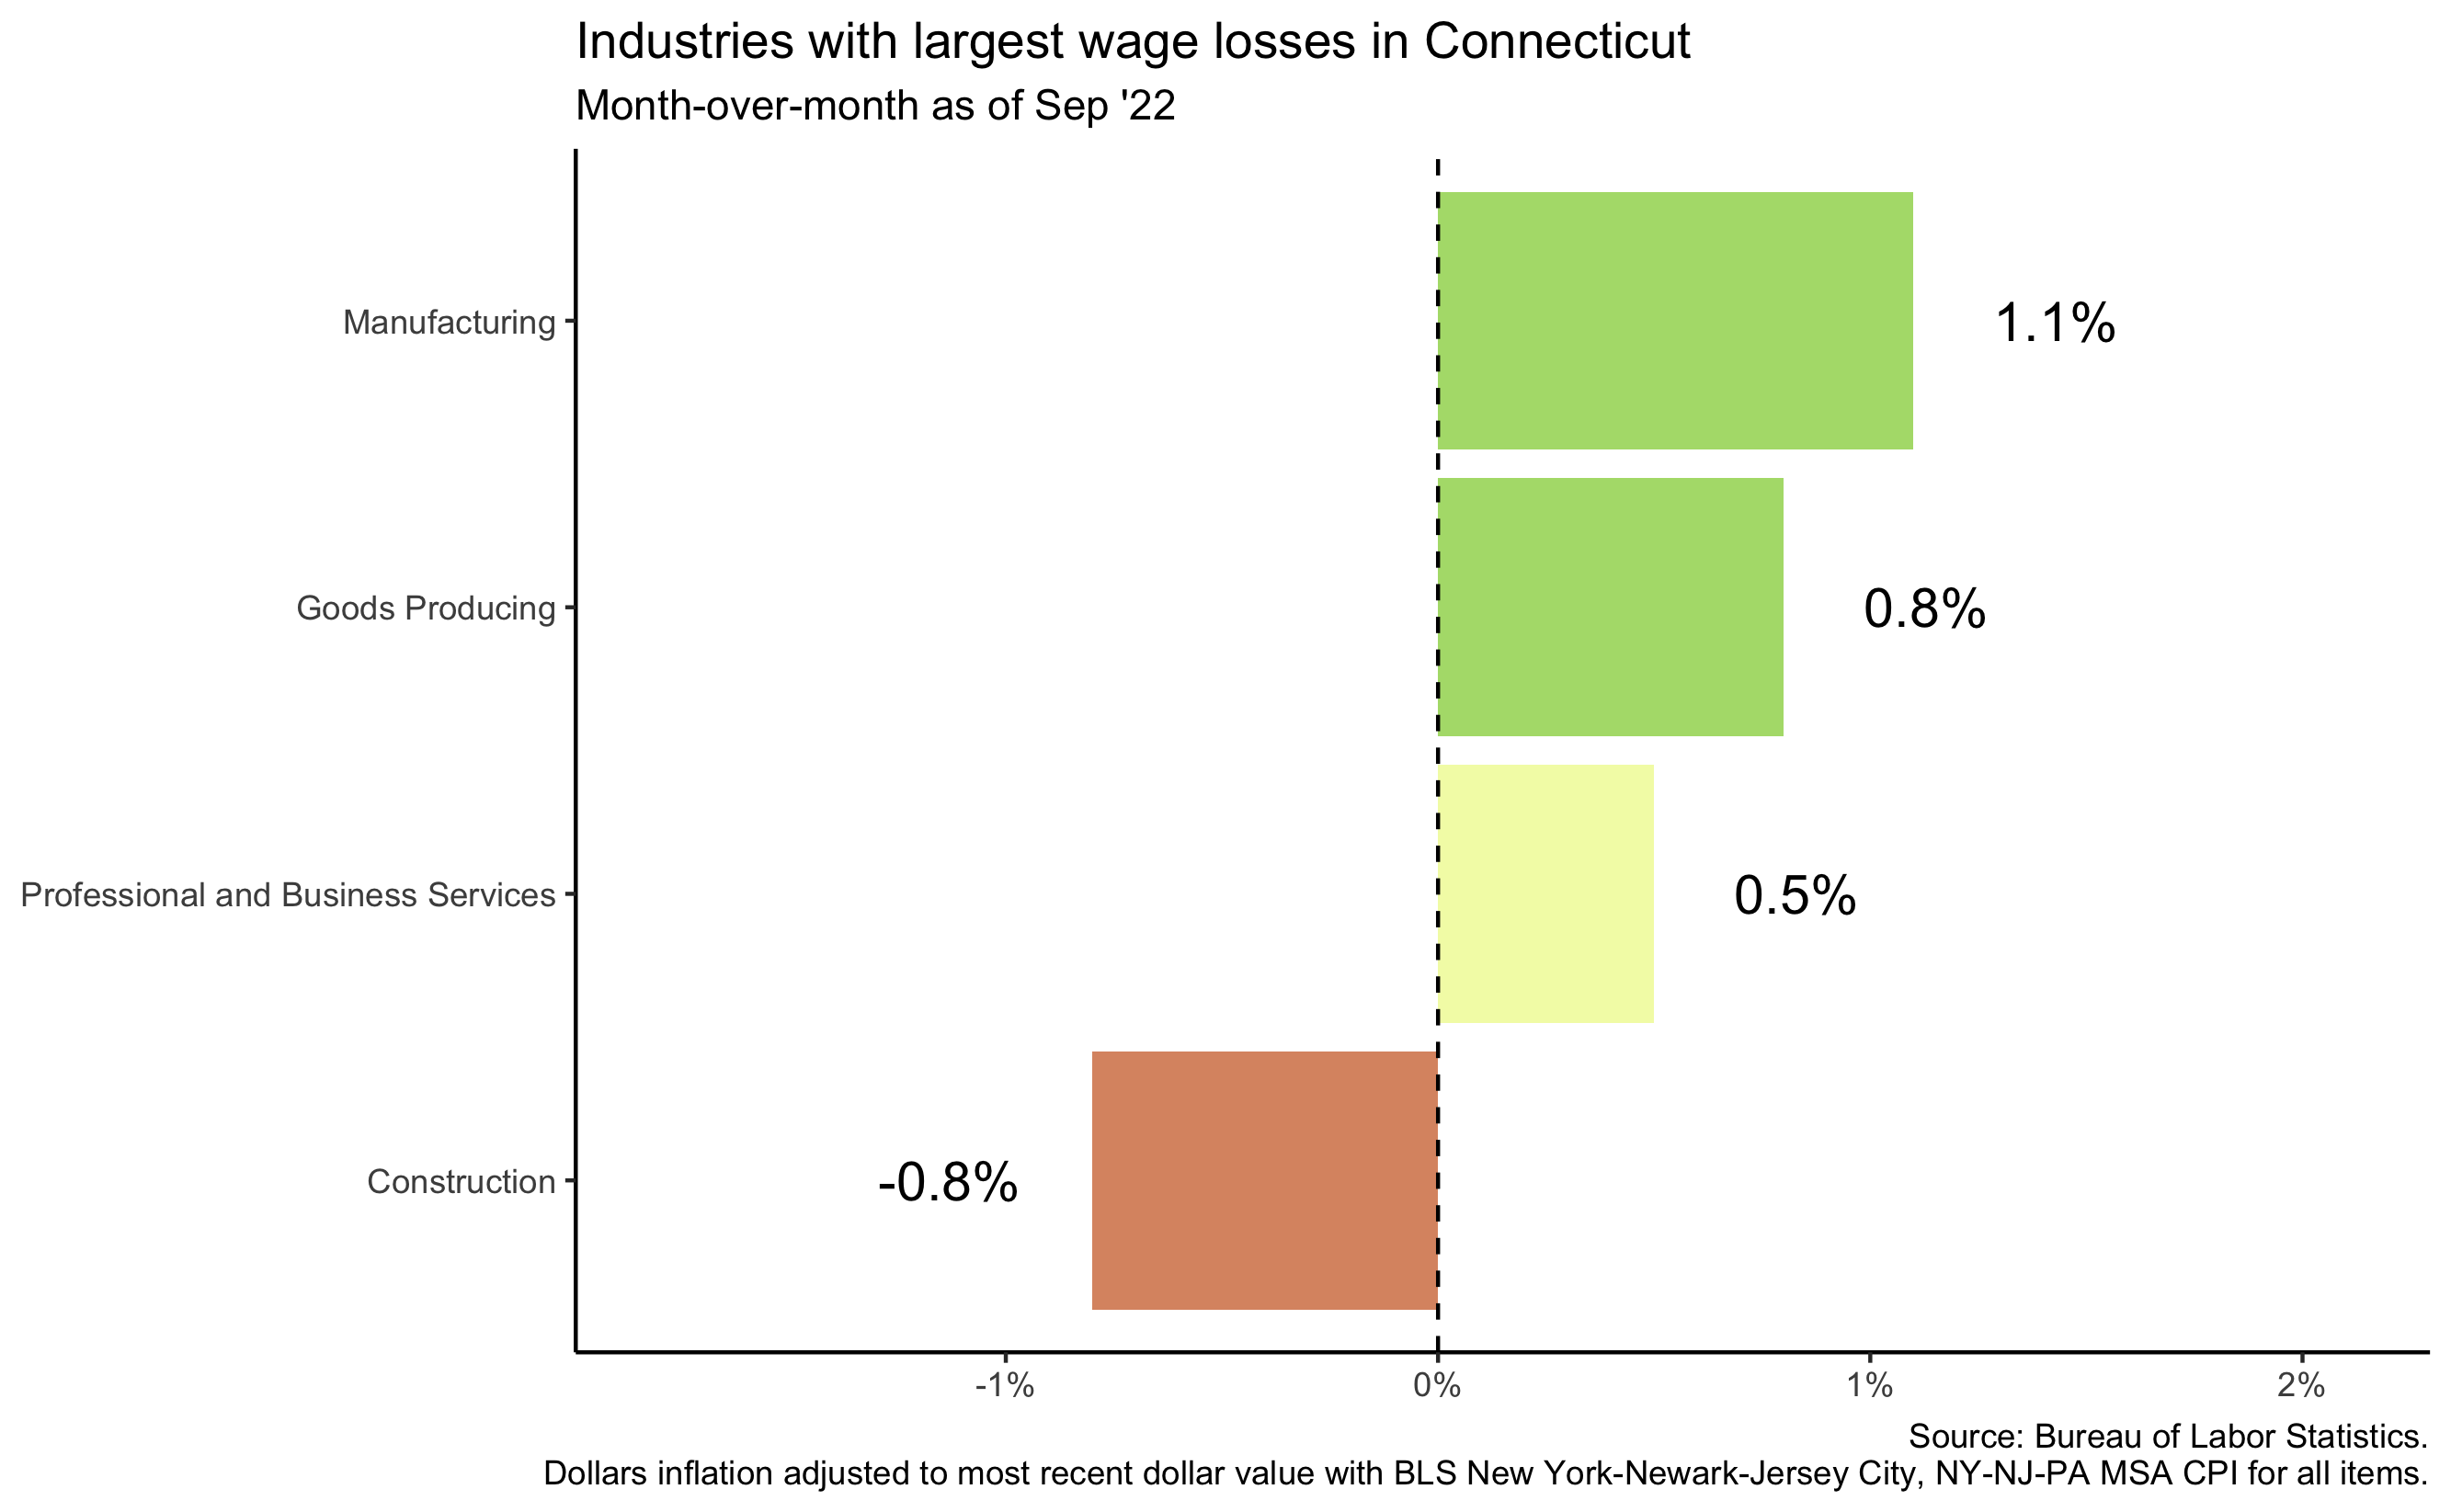 Industries with largest wage losses in Connecticut
Month-over-month as of Sep '22
Manufacturing
1.1%
Goods Producing
0.8%
Professional and Business Services
0.5%
Construction
-0.8%
-1%
0%
1%
2%
Source: Bureau of Labor Statistics.
Dollars inflation adjusted to most recent dollar value with BLS New York-Newark-Jersey City, NY-NJ-PA MSA CPI for all items.